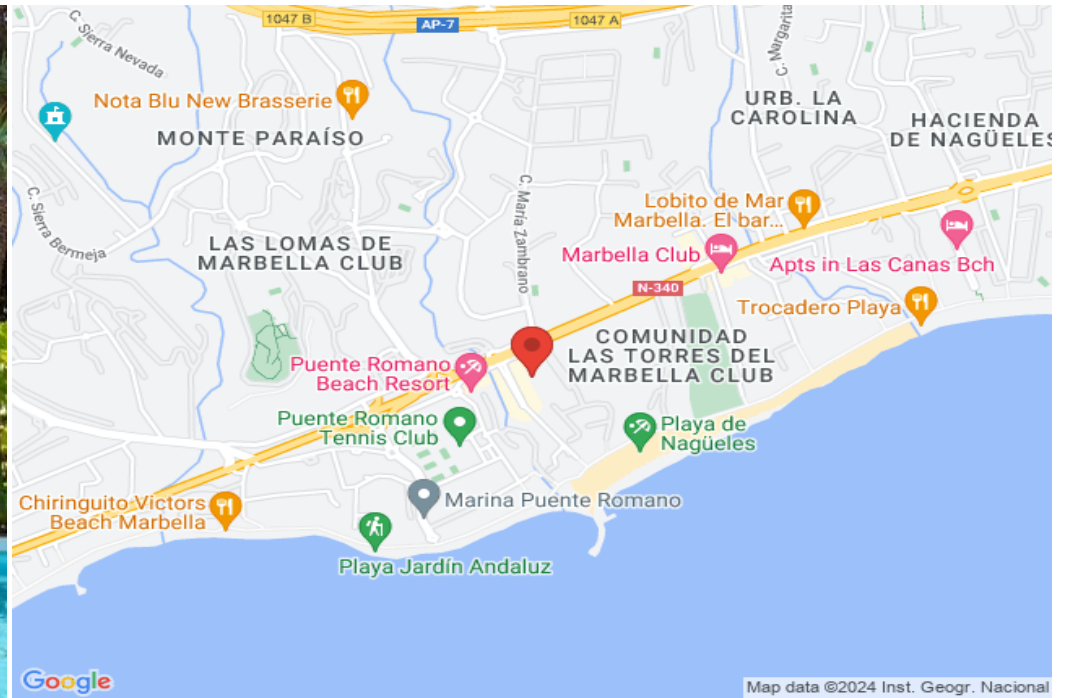 1047 B
AP-7
1047 A
C. Sierra Nevada
C. Margarita
Nota Blu New Brasserie
MONTE PARAÍSO
URB. LA
CAROLINA
HACIENDA
DE NAGÜELES
C. María Zambrano
C. Sierra Bermeja
Lobito de Mar
Marbella. El bar...
LAS LOMAS DE
MARBELLA CLUB
Marbella Club
Apts in Las Canas Bch
N-340
Trocadero Playa
COMUNIDAD
LAS TORRES DEL
MARBELLA CLUB
Puente Romano
Beach Resort
Puente Romano
Tennis Club
Playa de
Nagüeles
Chiringuito Victors
Beach Marbella
Marina Puente Romano
Playa Jardín Andaluz
Google
Map data ©2024 Inst. Geogr. Nacional